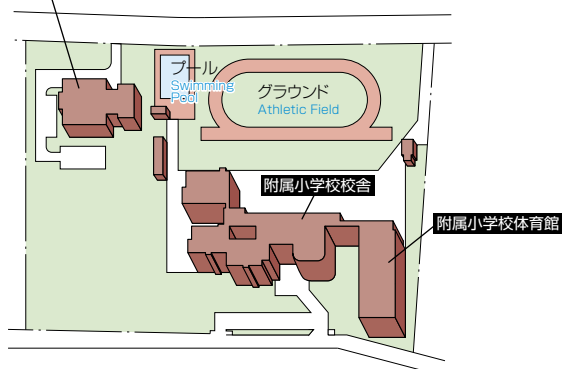 プール
Swimming
Pool
グラウンド
Athletic Field
附属小学校校舎
附属小学校体育館